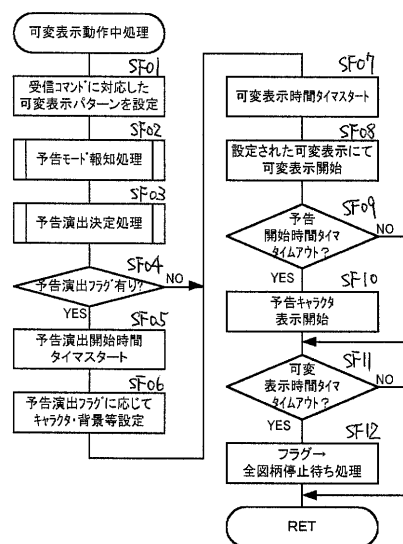 可変表示動作中処理
SF01
受信コマンドに対応した
可変表示パターンを設定
SF02
予告モード報知処理
SF03
予告演出決定処理
SF04
予告演出フラグ有り?
NO
YES
SF05
予告演出開始時間
タイマスタート
SF06
予告演出フラグに応じて
キャラクタ・背景等設定
SF07
可変表示時間タイマスタート
SF08
設定された可変表示にて
可変表示開始
SF09
予告
開始時間タイマ
タイムアウト?
NO
YES
SF10
予告キャラクタ
表示開始
SF11
可変
表示時間タイマ
タイムアウト?
NO
YES
SF12
フラグ→
全図柄停止待ち処理
RET